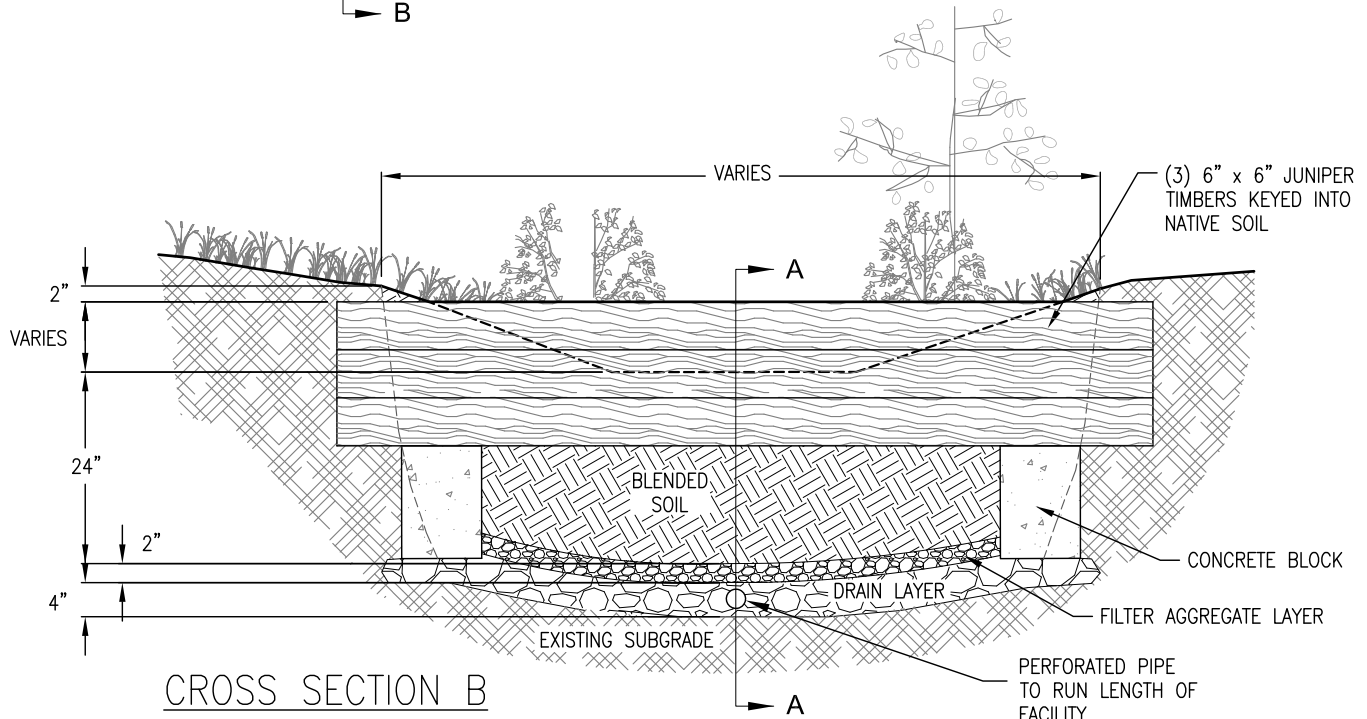 B
VARIES
(3) 6" x 6" JUNIPER
TIMBERS KEYED INTO
NATIVE SOIL
A
2"
VARIES
24"
BLENDED
SOIL
2"
CONCRETE BLOCK
4"
DRAIN LAYER
FILTER AGGREGATE LAYER
EXISTING SUBGRADE
PERFORATED PIPE
TO RUN LENGTH OF
FACILITY
CROSS SECTION B
A